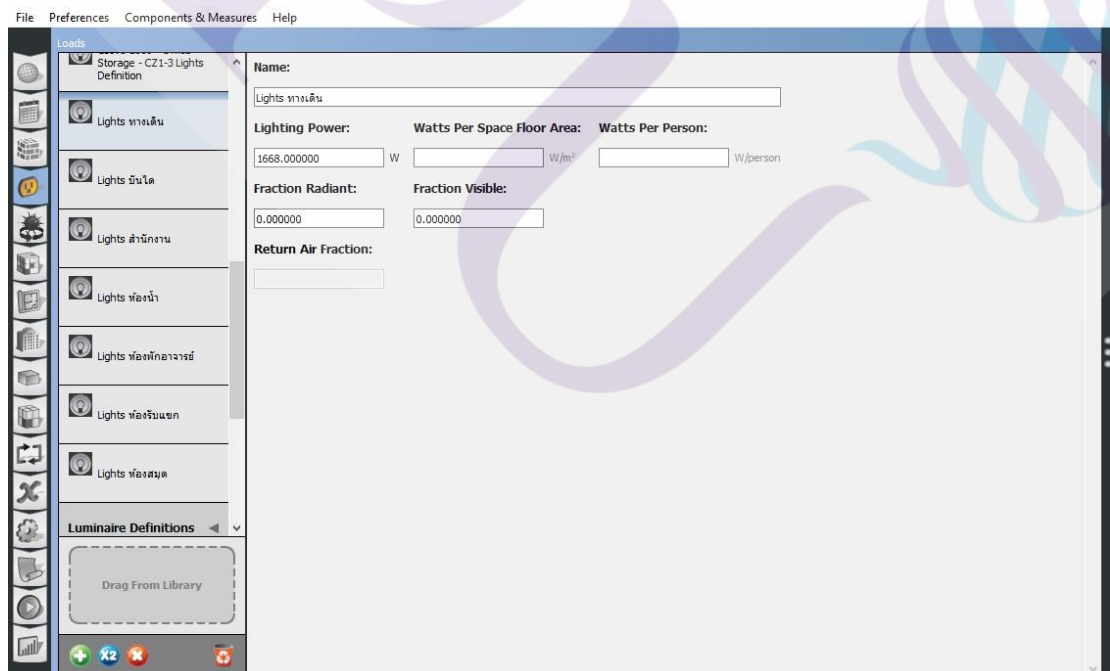 File Preferences Components & Measures Help
Loads
Storage - CZ1-3 Lights
Definition
Lights ทางเดิน
Lights บันได
Lights สำนักงาน
Lights ห้องน้ำ
Lights ห้องพักอาจารย์
Lights ห้องรับแขก
Lights ห้องสมุด
Luminaire Definitions
Drag From Library
X2
Name:
Lights ทางเดิน
Lighting Power: Watts Per Space Floor Area: Watts Per Person:
1668.000000 W W/m² W/person
Fraction Radiant: Fraction Visible:
0.000000 0.000000
Return Air Fraction: